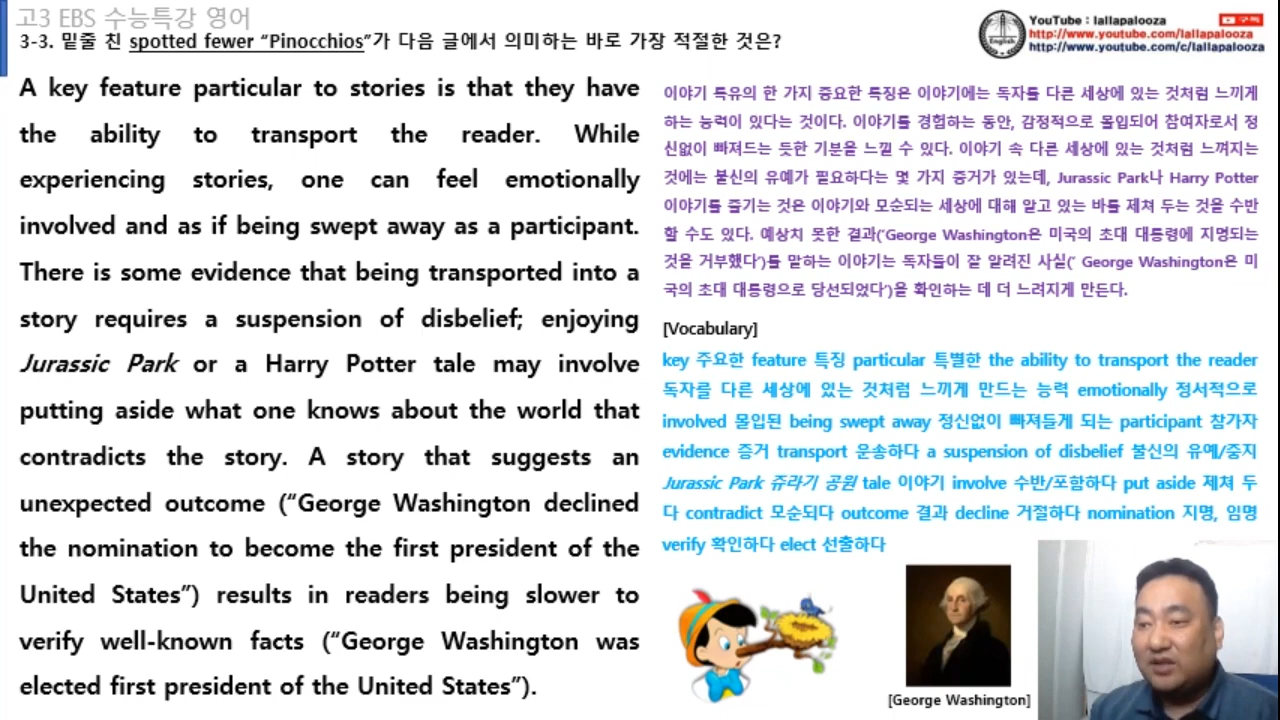 고3 EBS 수능특강 영어
3-3. 밑줄 친 spotted fewer “Pinocchios”가 다음 글에서 의미하는 바로 가장 적절한 것은?
English
YouTube : lallapalooza
구독
http://www.youtube.com/lallapalooza
http://www.youtube.com/c/lallapalooza
A key feature particular to stories is that they have
the ability to transport the reader. While
experiencing stories, one can feel emotionally
involved and as if being swept away as a participant.
There is some evidence that being transported into a
story requires a suspension of disbelief; enjoying
Jurassic Park or a Harry Potter tale may involve
putting aside what one knows about the world that
contradicts the story. A story that suggests an
unexpected outcome (“George Washington declined
the nomination to become the first president of the
United States”) results in readers being slower to
verify well-known facts (“George Washington was
elected first president of the United States”).
이야기 특유의 한 가지 중요한 특징은 이야기에는 독자를 다른 세상에 있는 것처럼 느끼게
하는 능력이 있다는 것이다. 이야기를 경험하는 동안, 감정적으로 몰입되어 참여자로서 정
신없이 빠져드는 듯한 기분을 느낄 수 있다. 이야기 속 다른 세상에 있는 것처럼 느껴지는
것에는 불신의 유예가 필요하다는 몇 가지 증거가 있는데, Jurassic Park나 Harry Potter
이야기를 즐기는 것은 이야기와 모순되는 세상에 대해 알고 있는 바를 제쳐 두는 것을 수반
할 수도 있다. 예상치 못한 결과(‘George Washington은 미국의 초대 대통령에 지명되는
것을 거부했다’)를 말하는 이야기는 독자들이 잘 알려진 사실(‘ George Washington은 미
국의 초대 대통령으로 당선되었다’)을 확인하는 데 더 느려지게 만든다.
[Vocabulary]
key 주요한 feature 특징 particular 특별한 the ability to transport the reader
독자를 다른 세상에 있는 것처럼 느끼게 만드는 능력 emotionally 정서적으로
involved 몰입된 being swept away 정신없이 빠져들게 되는 participant 참가자
evidence 증거 transport 운송하다 a suspension of disbelief 불신의 유예/중지
Jurassic Park 쥬라기 공원 tale 이야기 involve 수반/포함하다 put aside 제쳐 두
다 contradict 모순되다 outcome 결과 decline 거절하다 nomination 지명, 임명
verify 확인하다 elect 선출하다
[George Washington]